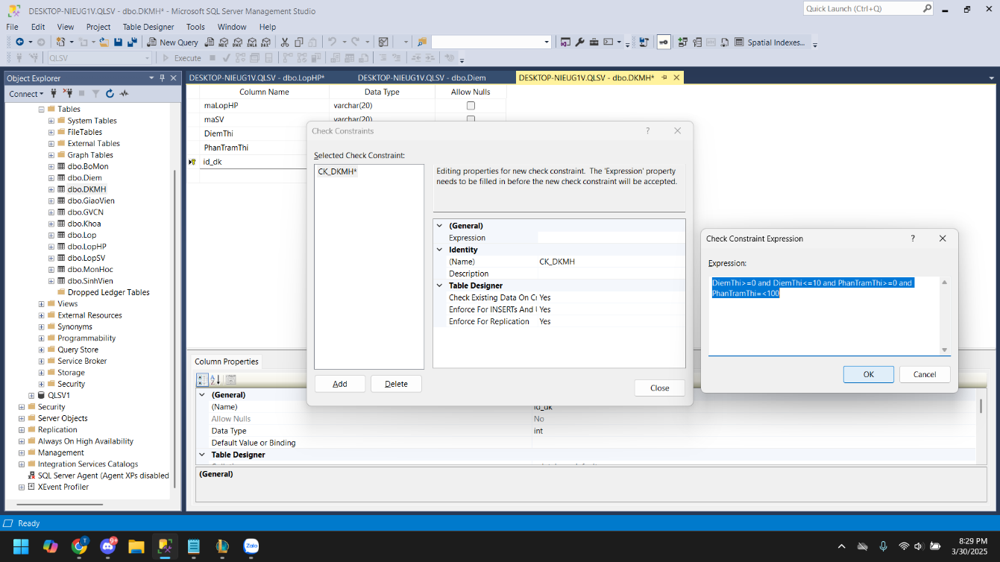 DESKTOP-NIEUG1V.QLSV - dbo.DKMH* - Microsoft SQL Server Management Studio
Quick Launch (Ctrl+Q)
File Edit View Project Table Designer Tools Window Help
New Query
Spatial Indexes...
QLSV
Execute
Object Explorer
DESKTOP-NIEUG1V.QLSV - dbo.LopHP*
DESKTOP-NIEUG1V.QLSV - dbo.Diem
DESKTOP-NIEUG1V.QLSV - dbo.DKMH*
Connect
Tables
System Tables
FileTables
External Tables
Graph Tables
dbo.BoMon
dbo.Diem
dbo.DKMH
dbo.GiaoVien
dbo.GVCN
dbo.Khoa
dbo.Lop
dbo.LopHP
dbo.LopSV
dbo.MonHoc
dbo.SinhVien
Dropped Ledger Tables
Views
External Resources
Synonyms
Programmability
Query Store
Service Broker
Storage
Security
QLSV1
Security
Server Objects
Replication
Always On High Availability
Management
Integration Services Catalogs
SQL Server Agent (Agent XPs disabled
XEvent Profiler
Column Name Data Type Allow Nulls
maLopHP varchar(20)
maSV varchar(20)
DiemThi
PhanTramThi
id_dk
Check Constraints
?
Selected Check Constraint:
CK_DKMH*
Editing properties for new check constraint. The 'Expression' property
needs to be filled in before the new check constraint will be accepted.
(General)
Expression
Identity
(Name) CK_DKMH
Description
Table Designer
Check Existing Data On Cr Yes
Enforce For INSERTs And U Yes
Enforce For Replication Yes
Add
Delete
Close
Check Constraint Expression
?
Expression:
DiemThi>=0 and DiemThi<=10 and PhanTramThi>=0 and
PhanTramThi=<100
OK
Cancel
Column Properties
(General)
(Name) id_dk
Allow Nulls No
Data Type int
Default Value or Binding
Table Designer
(General)
Ready
Zalo
8:29 PM
3/30/2025